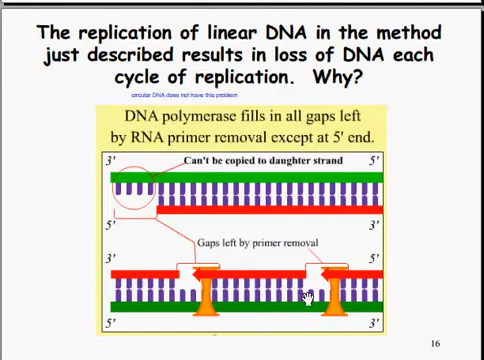 The replication of linear DNA in the method
just described results in loss of DNA each
cycle of replication.  Why?
circular DNA does not have this problem
DNA polymerase fills in all gaps left
by RNA primer removal except at 5' end.
3' Can't be copied to daughter strand 5'
5' 3'
Gaps left by primer removal
3' 5'
5' 3'
16